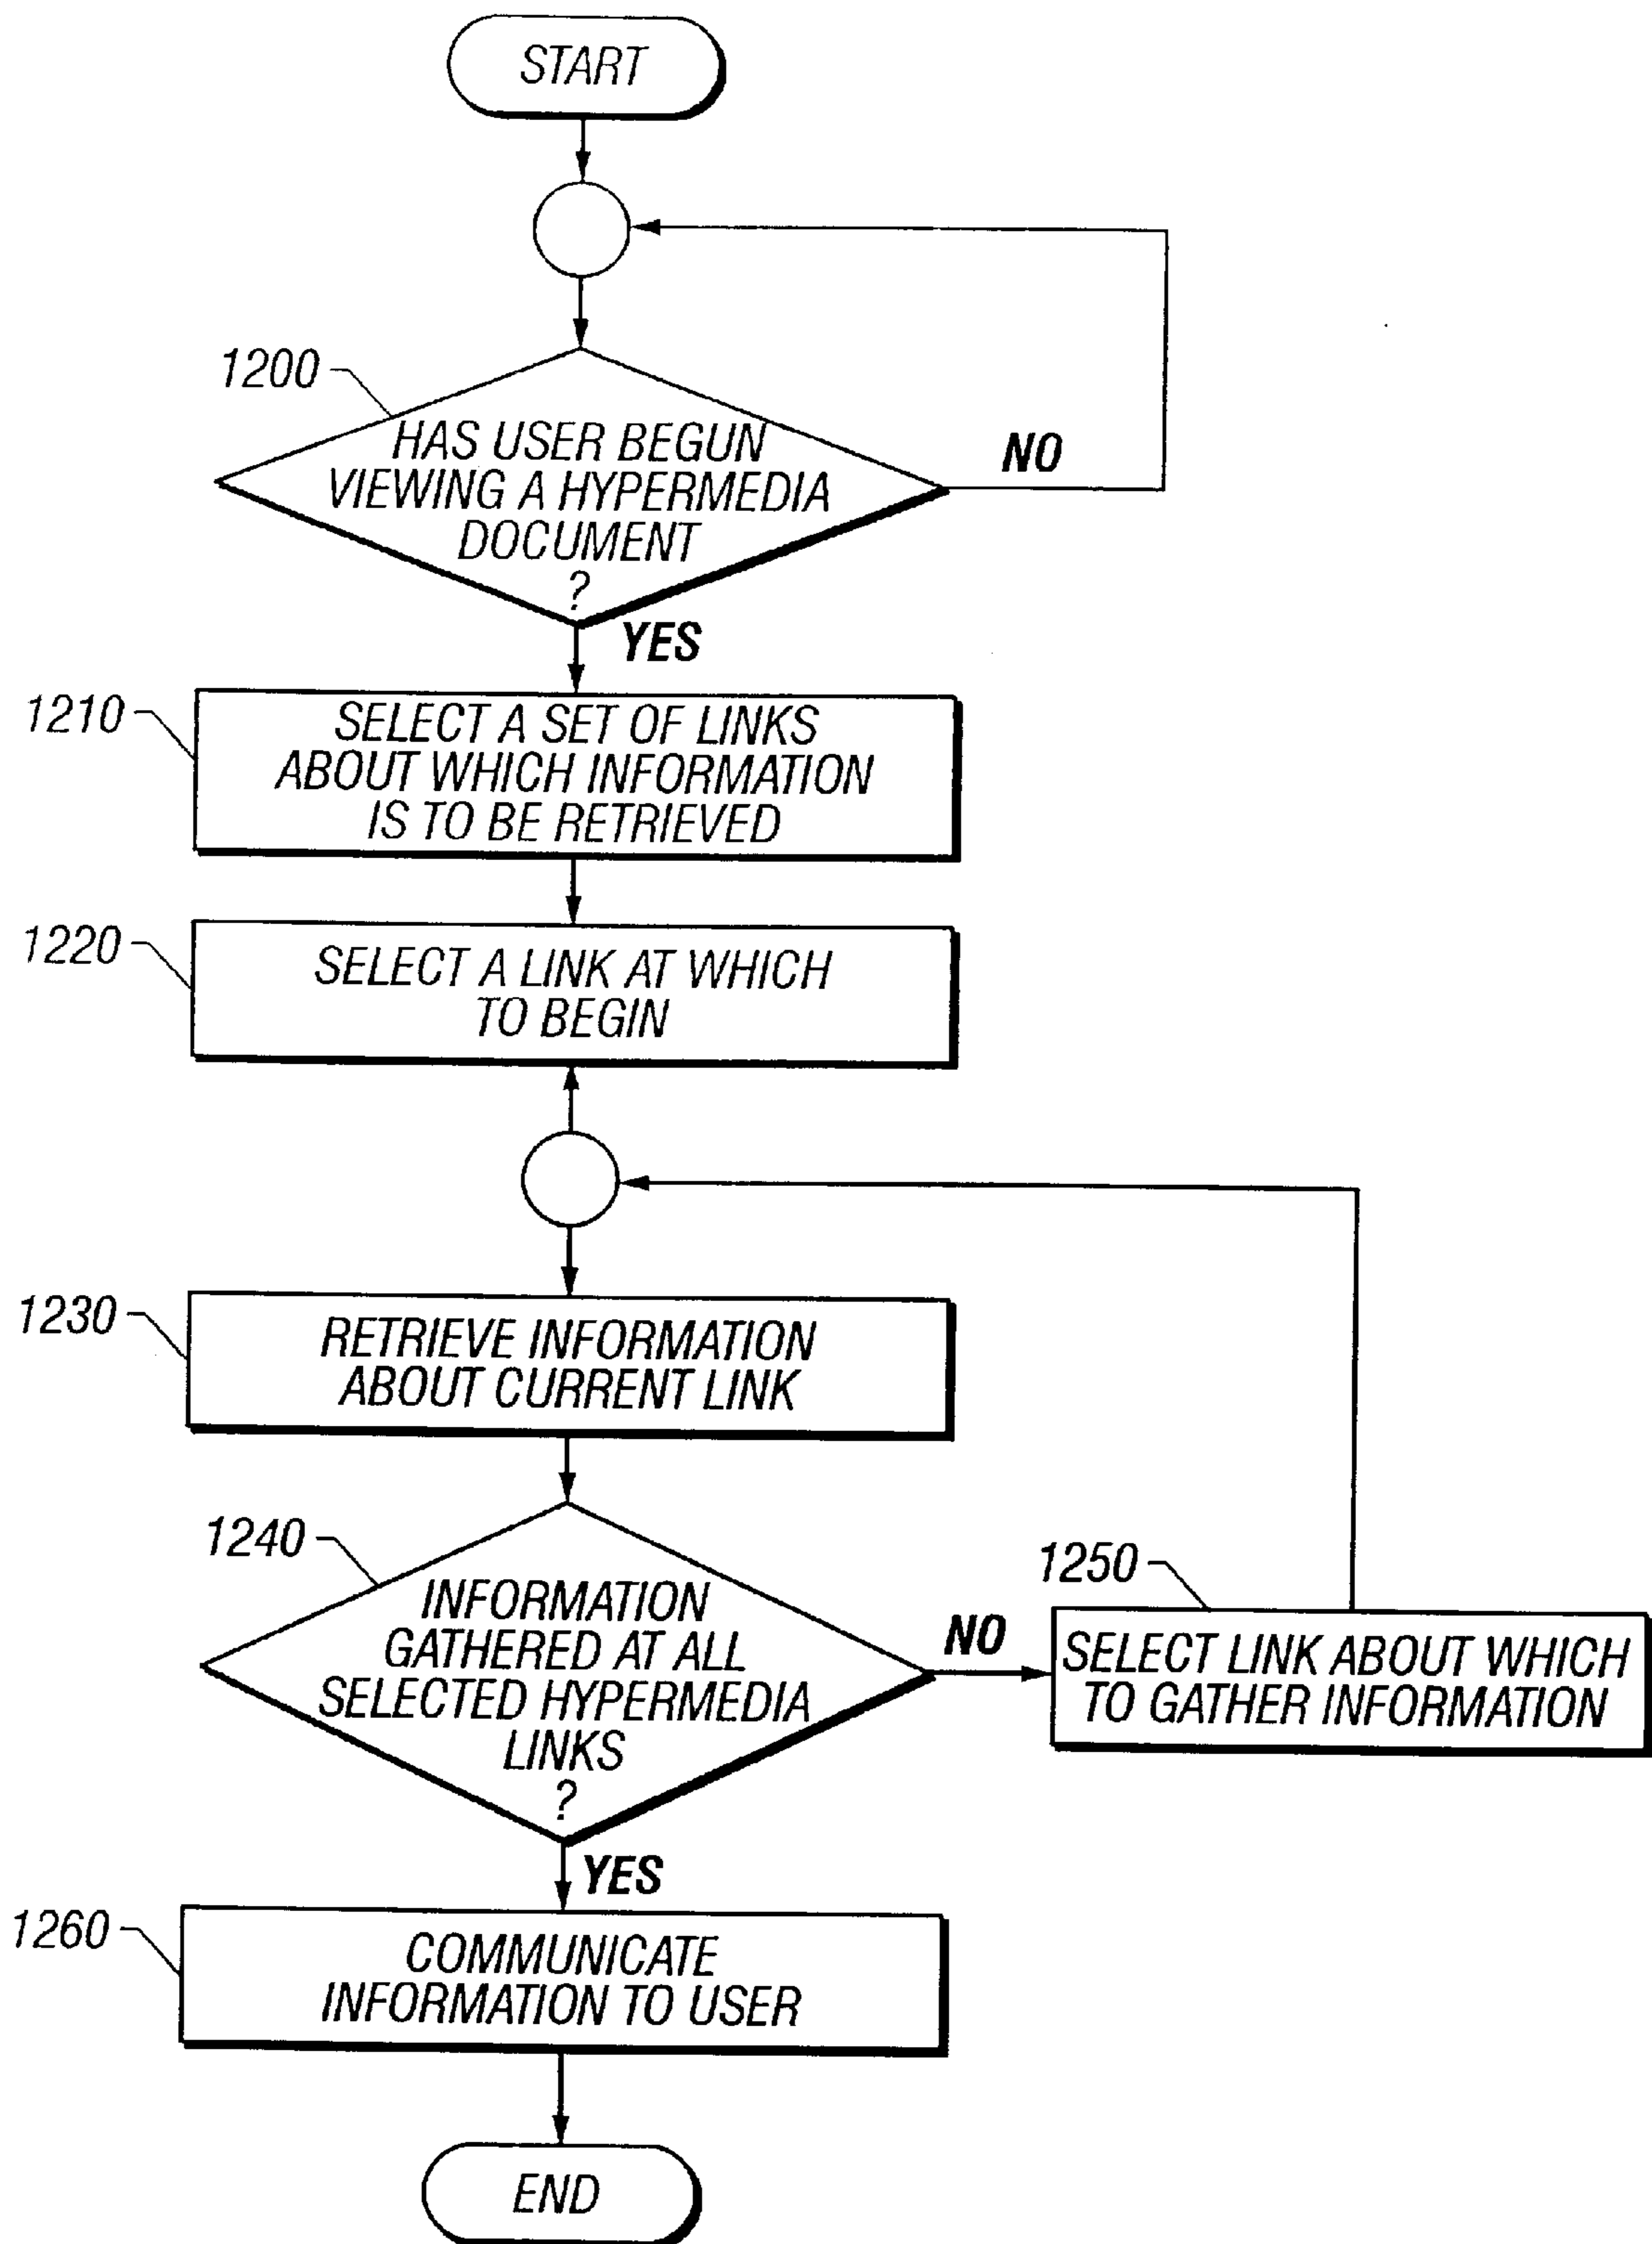 START
1200
HAS USER BEGUN
VIEWING A HYPERMEDIA
DOCUMENT
?
NO
YES
1210
SELECT A SET OF LINKS
ABOUT WHICH INFORMATION
IS TO BE RETRIEVED
1220
SELECT A LINK AT WHICH
TO BEGIN
1230
RETRIEVE INFORMATION
ABOUT CURRENT LINK
1240
INFORMATION
GATHERED AT ALL
SELECTED HYPERMEDIA
LINKS
?
NO
1250
SELECT LINK ABOUT WHICH
TO GATHER INFORMATION
YES
1260
COMMUNICATE
INFORMATION TO USER
END